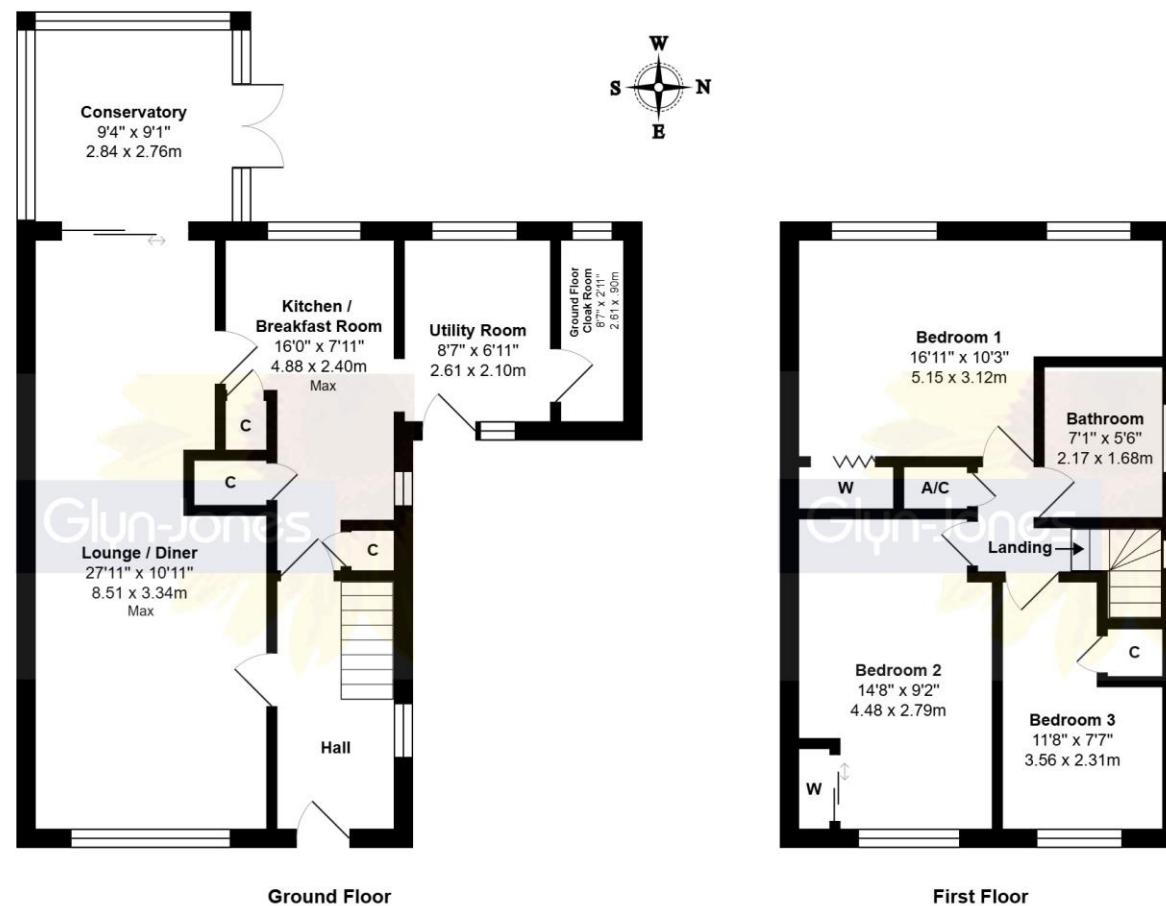 W
S
N
E
Conservatory
9'4" x 9'1"
2.84 x 2.76m
Kitchen /
Breakfast Room
16'0" x 7'11"
4.88 x 2.40m
Max
Utility Room
8'7" x 6'11"
2.61 x 2.10m
Ground Floor
Cloak Room
8'7" x 2'11"
2.61 x .90m
C
C
C
Glyn-Jones
Lounge / Diner
27'11" x 10'11"
8.51 x 3.34m
Max
Hall
Ground Floor
Bedroom 1
16'11" x 10'3"
5.15 x 3.12m
Bathroom
7'1" x 5'6"
2.17 x 1.68m
W
A/C
Glyn-Jones
Landing
Bedroom 2
14'8" x 9'2"
4.48 x 2.79m
C
Bedroom 3
11'8" x 7'7"
3.56 x 2.31m
W
First Floor